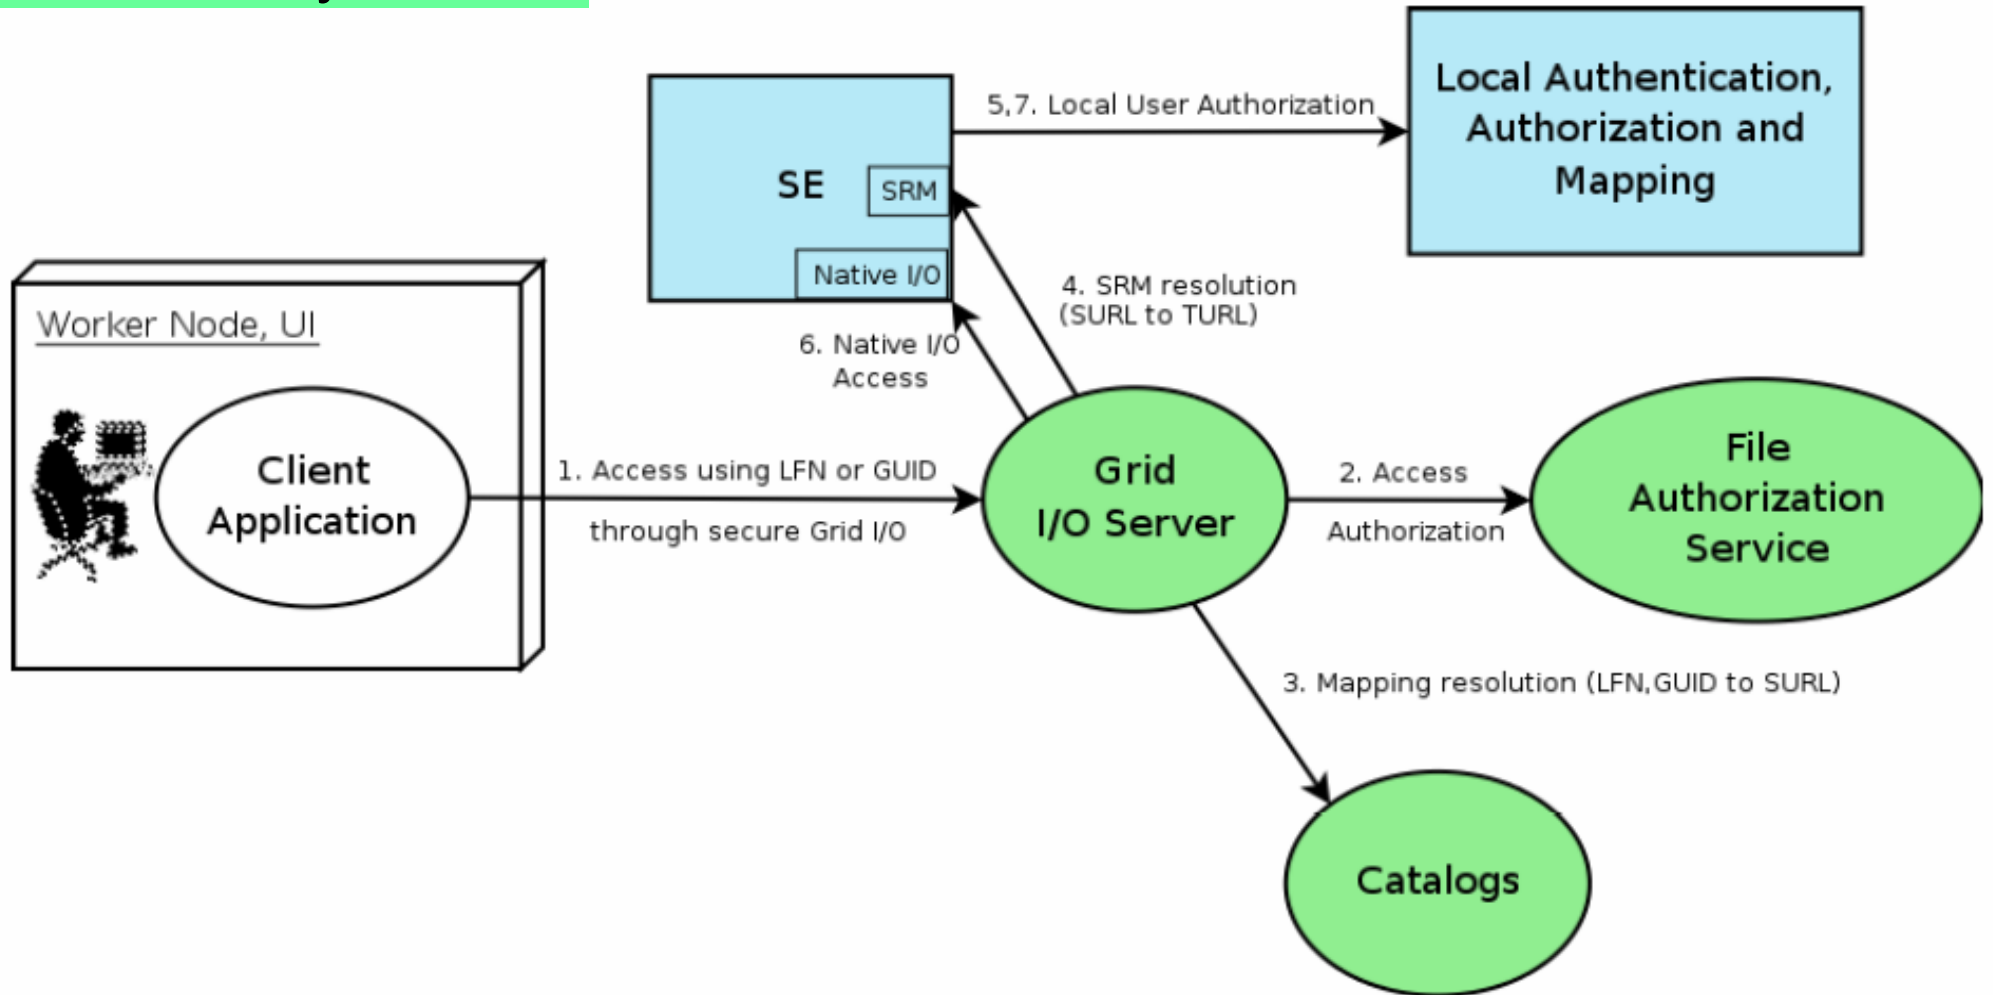 Local Authentication,
Authorization and
Mapping
5,7. Local User Authorization
SE
SRM
Native I/O
4. SRM resolution
(SURL to TURL)
6. Native I/O
Access
Worker Node, UI
Client
Application
1. Access using LFN or GUID
through secure Grid I/O
Grid
I/O Server
2. Access
Authorization
File
Authorization
Service
3. Mapping resolution (LFN,GUID to SURL)
Catalogs